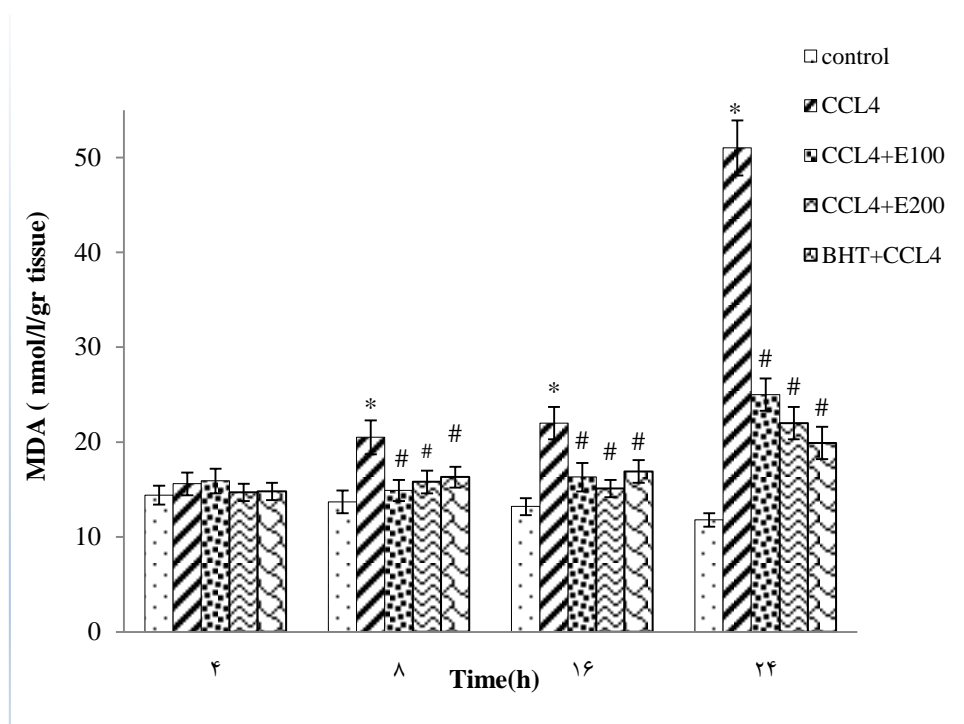 control
CCL4
CCL4+E100
CCL4+E200
BHT+CCL4
MDA ( nmol/l/gr tissue)
50
40
30
20
10
0
*
*
*
# # #
# # #
# # #
۴ ۸ ۱۶ ۲۴
Time(h)